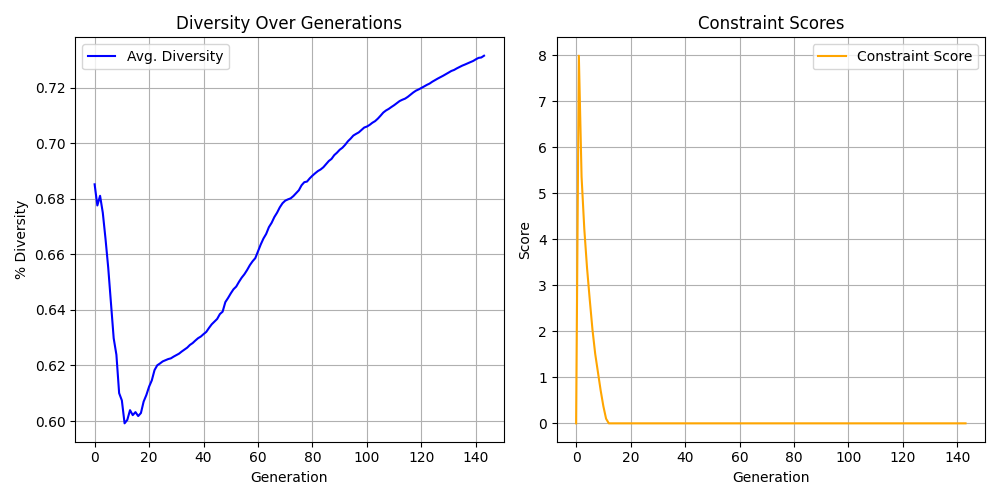 Diversity Over Generations
Avg. Diversity
0.72
0.70
0.68
0.66
0.64
0.62
0.60
% Diversity
0 20 40 60 80 100 120 140
Generation
Constraint Scores
Constraint Score
8
7
6
5
4
3
2
1
0
Score
0 20 40 60 80 100 120 140
Generation